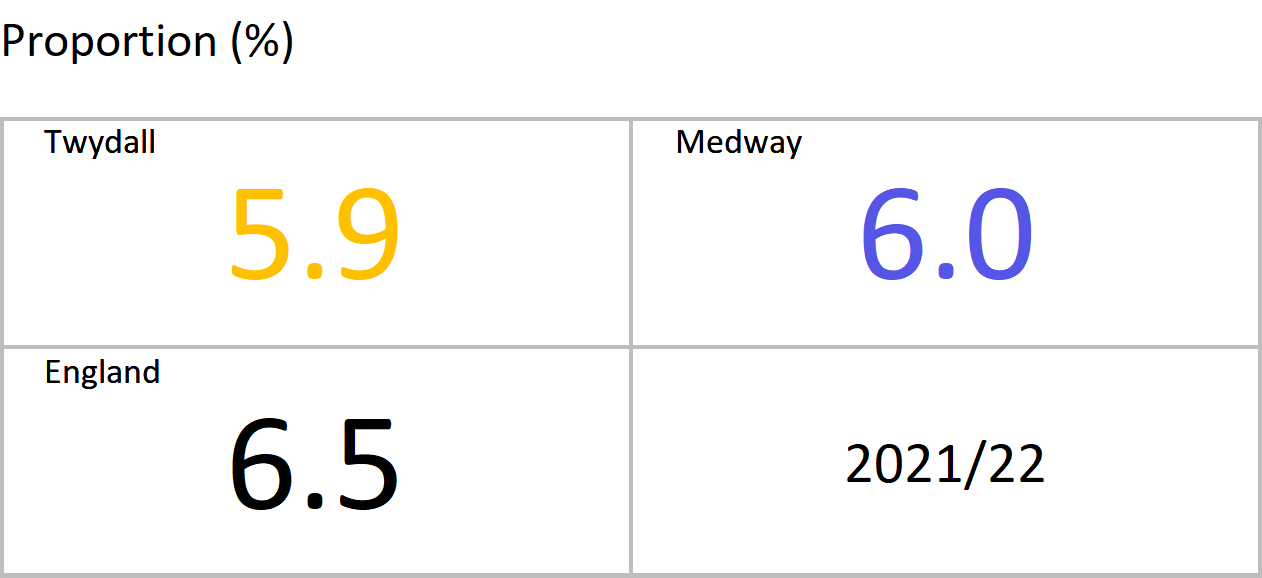 Proportion (%)
Twydall
5.9
Medway
6.0
England
6.5
2021/22